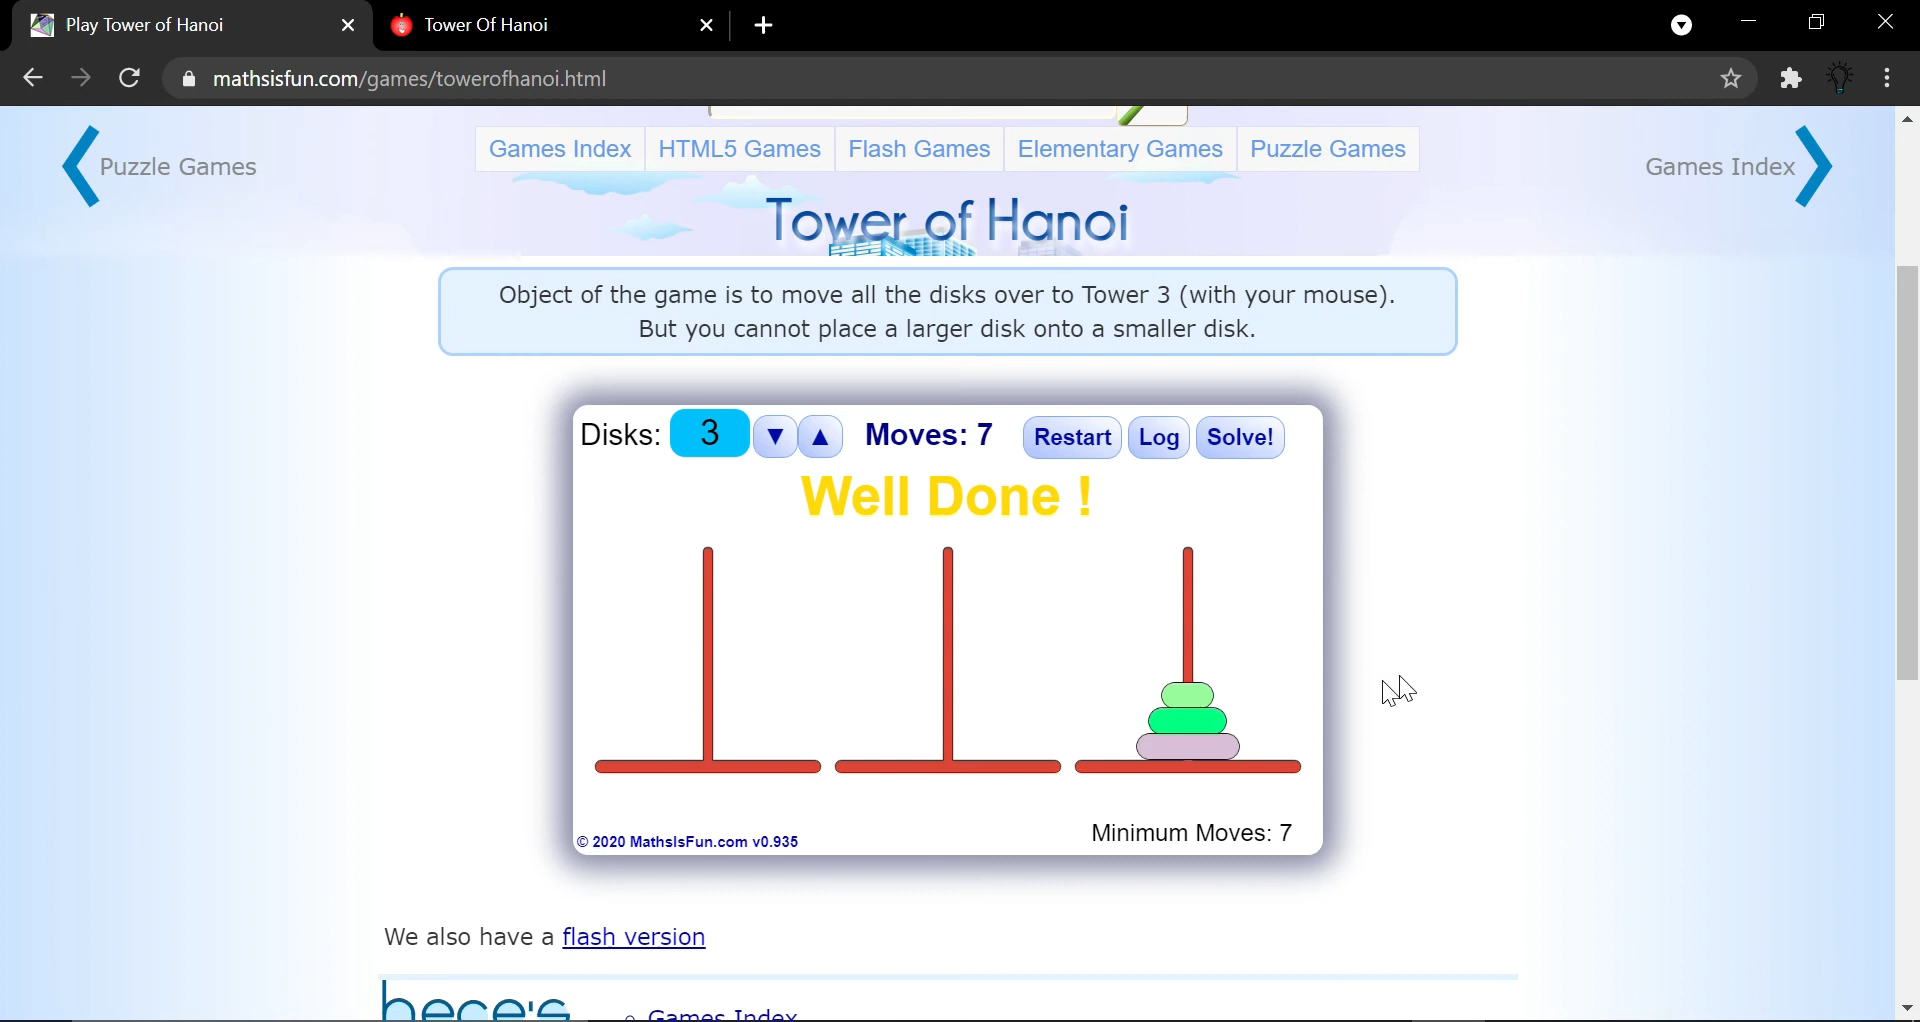 Play Tower of Hanoi
Tower Of Hanoi
mathsisfun.com/games/towerofhanoi.html
Puzzle Games
Games Index HTML5 Games Flash Games Elementary Games Puzzle Games
Games Index
Tower of Hanoi
Object of the game is to move all the disks over to Tower 3 (with your mouse).
But you cannot place a larger disk onto a smaller disk.
Disks: 3 ▼ ▲ Moves: 7 Restart Log Solve!
Well Done !
Minimum Moves: 7
© 2020 MathsIsFun.com v0.935
We also have a flash version
Games Index